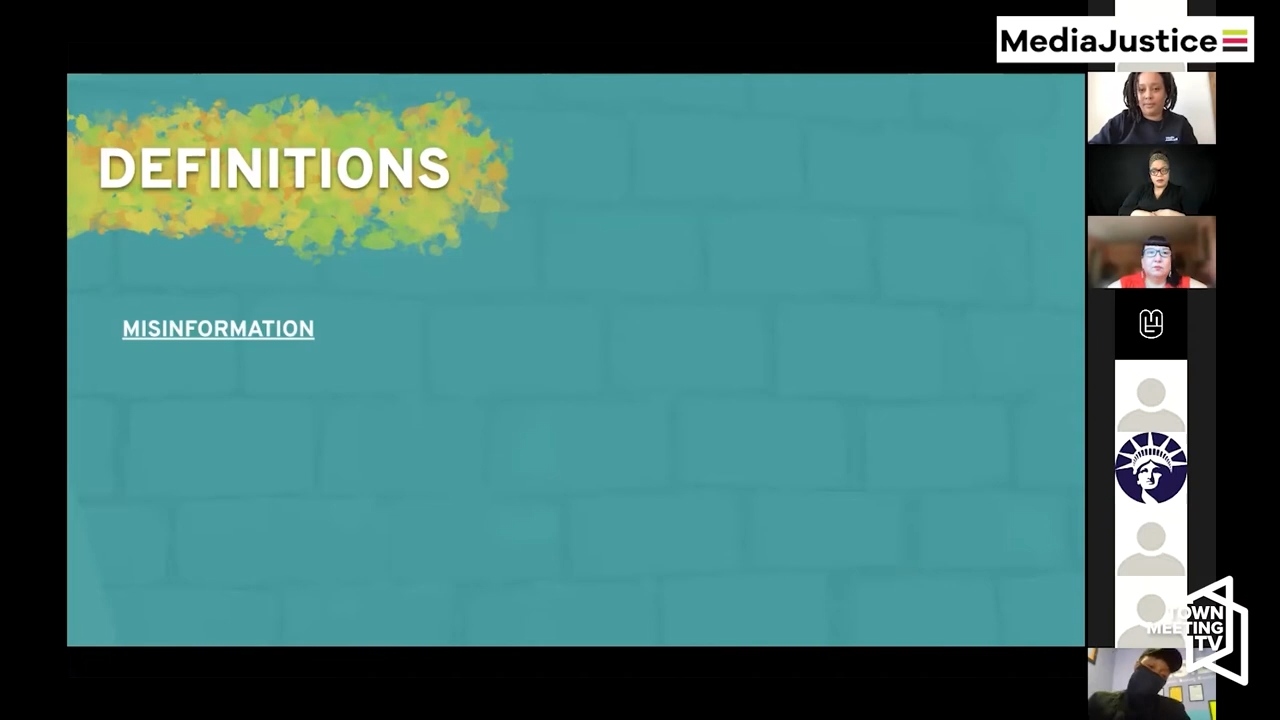 MediaJustice
DEFINITIONS
MISINFORMATION
TOWN
MEETING
TV